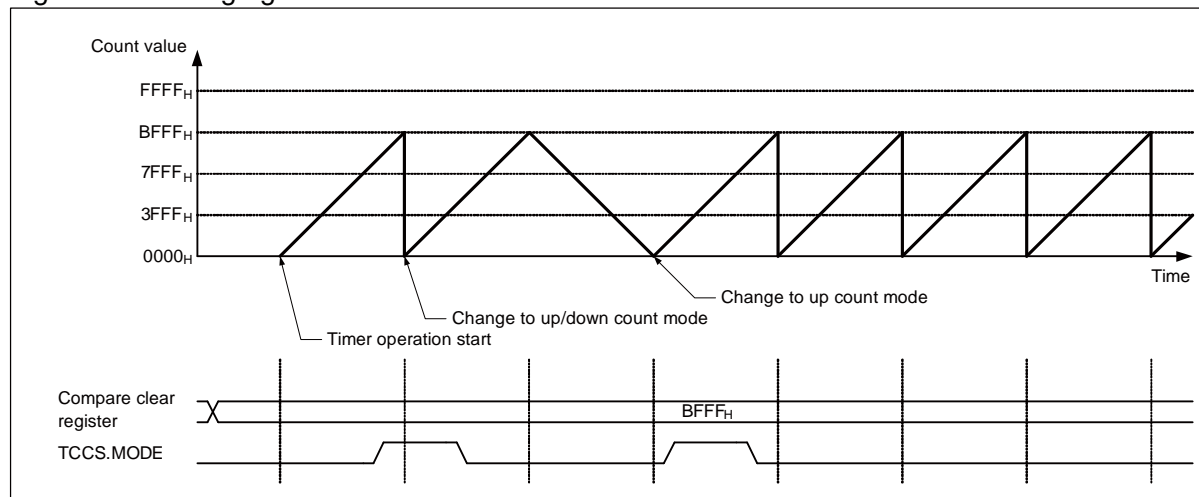 Count value
FFFFH
BFFFH
7FFFH
3FFFH
0000H
Time
Change to up count mode
Change to up/down count mode
Timer operation start
Compare clear
register
BFFFH
TCCS.MODE